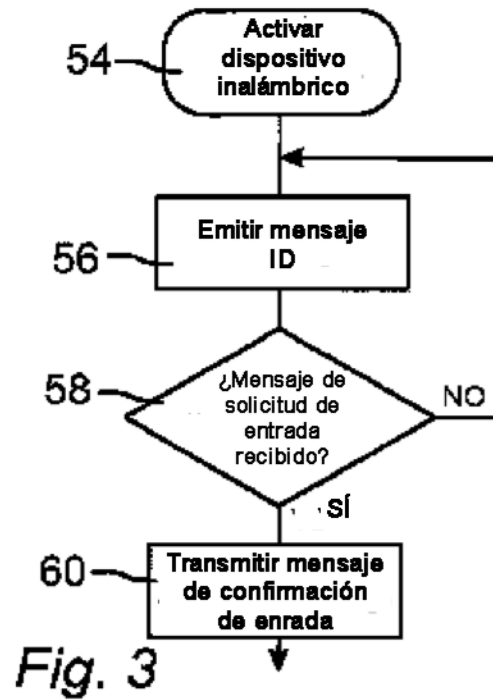 54
Activar
dispositivo
inalámbrico
56
Emitir mensaje
ID
58
¿Mensaje de
solicitud de
entrada
recibido?
NO
SÍ
60
Transmitir mensaje
de confirmación
de enrada
Fig. 3